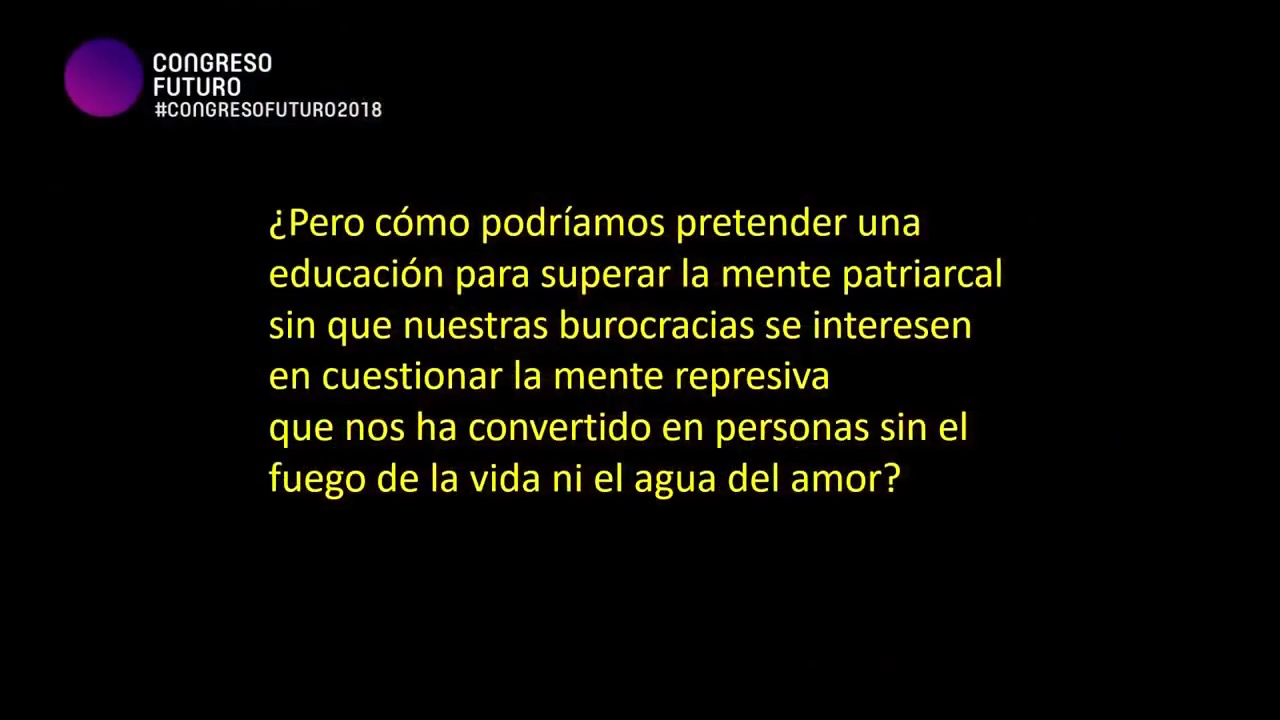 CONGRESO
FUTURO
#CONGRESOFUTURO2018
¿Pero cómo podríamos pretender una
educación para superar la mente patriarcal
sin que nuestras burocracias se interesen
en cuestionar la mente represiva
que nos ha convertido en personas sin el
fuego de la vida ni el agua del amor?